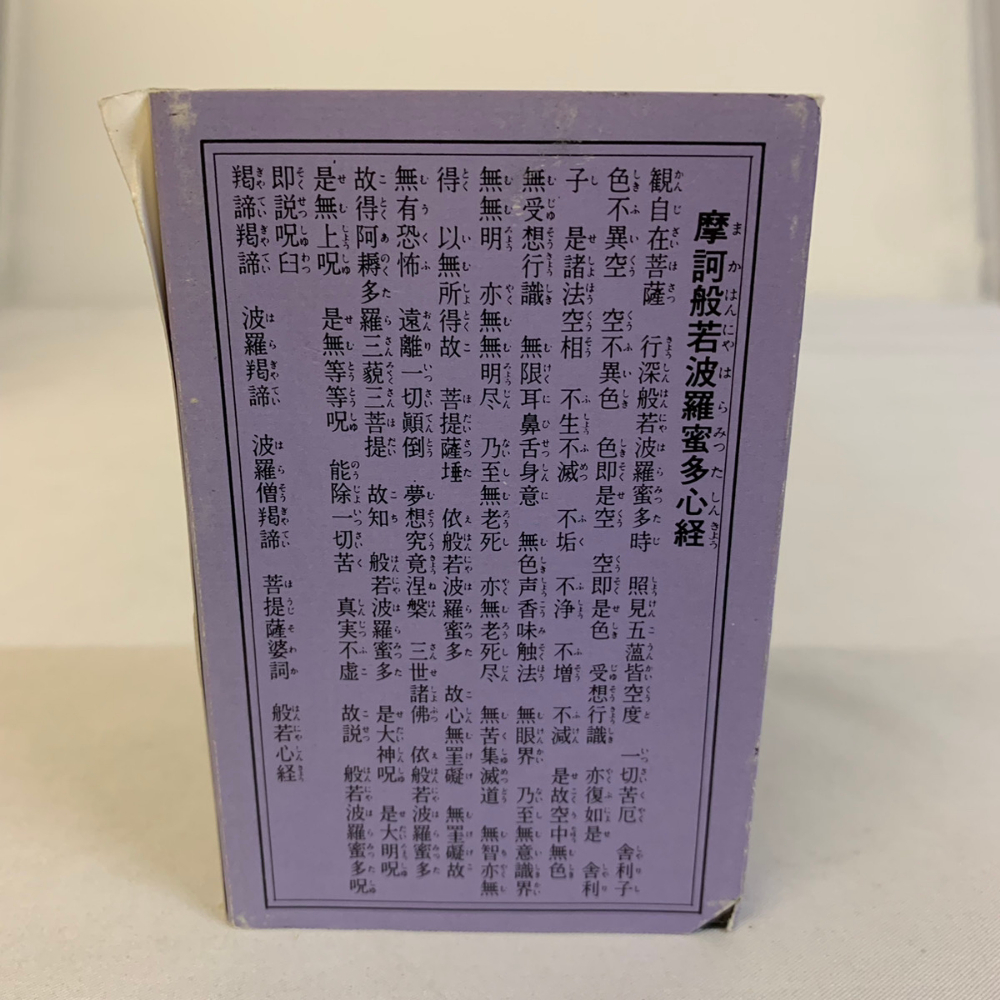 摩訶般若波羅蜜多心経
観自在菩薩 行深般若波羅蜜多時 照見五蘊皆空度 一切苦厄 舎利子
色不異空 空不異色 色即是空 空即是色 受想行識 亦復如是 舎利
子 是諸法空相 不生不滅 不垢 不浄 不増 不減 是故空中無色
無受想行識 無限耳鼻舌身意 無色声香味触法 無眼界 乃至無意識界
無無明 亦無無明尽 乃至無老死 亦無老死尽 無苦集滅道 無智亦無
得 以無所得故 菩提薩埵 依般若波羅蜜多 故心無罣礙 無罣礙故
無有恐怖 遠離一切顚倒 夢想究竟涅槃 三世諸佛 依般若波羅蜜多
故得阿耨多羅三藐三菩提 故知 般若波羅蜜多 是大神呪 是大明呪
是無上呪 是無等等呪 能除一切苦 真実不虚 故説 般若波羅蜜多呪
即説呪曰
羯諦羯諦 波羅羯諦 波羅僧羯諦 菩提薩婆訶 般若心経